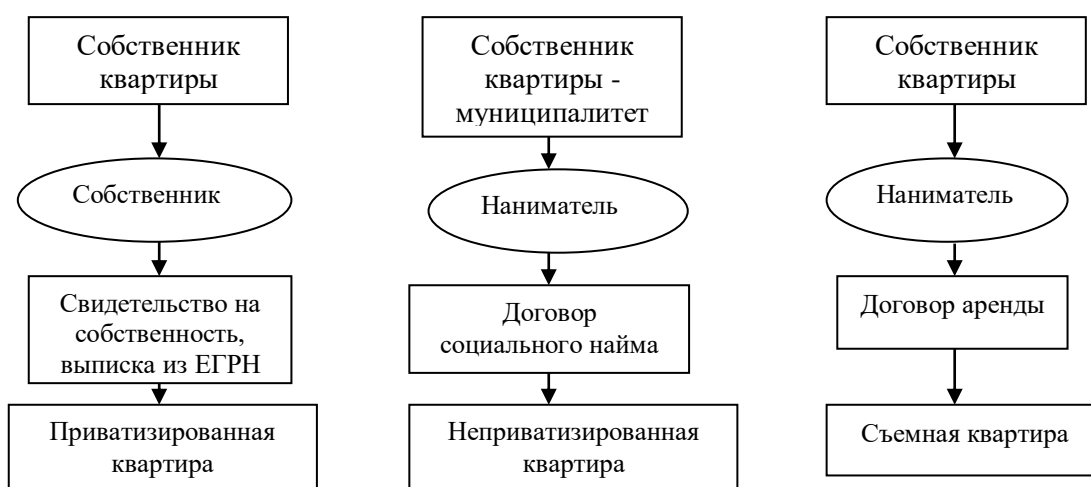 Собственник
квартиры
Собственник
Свидетельство на
собственность,
выписка из ЕГРН
Приватизированная
квартира
Собственник
квартиры -
муниципалитет
Наниматель
Договор
социального найма
Неприватизированная
квартира
Собственник
квартиры
Наниматель
Договор аренды
Съемная квартира